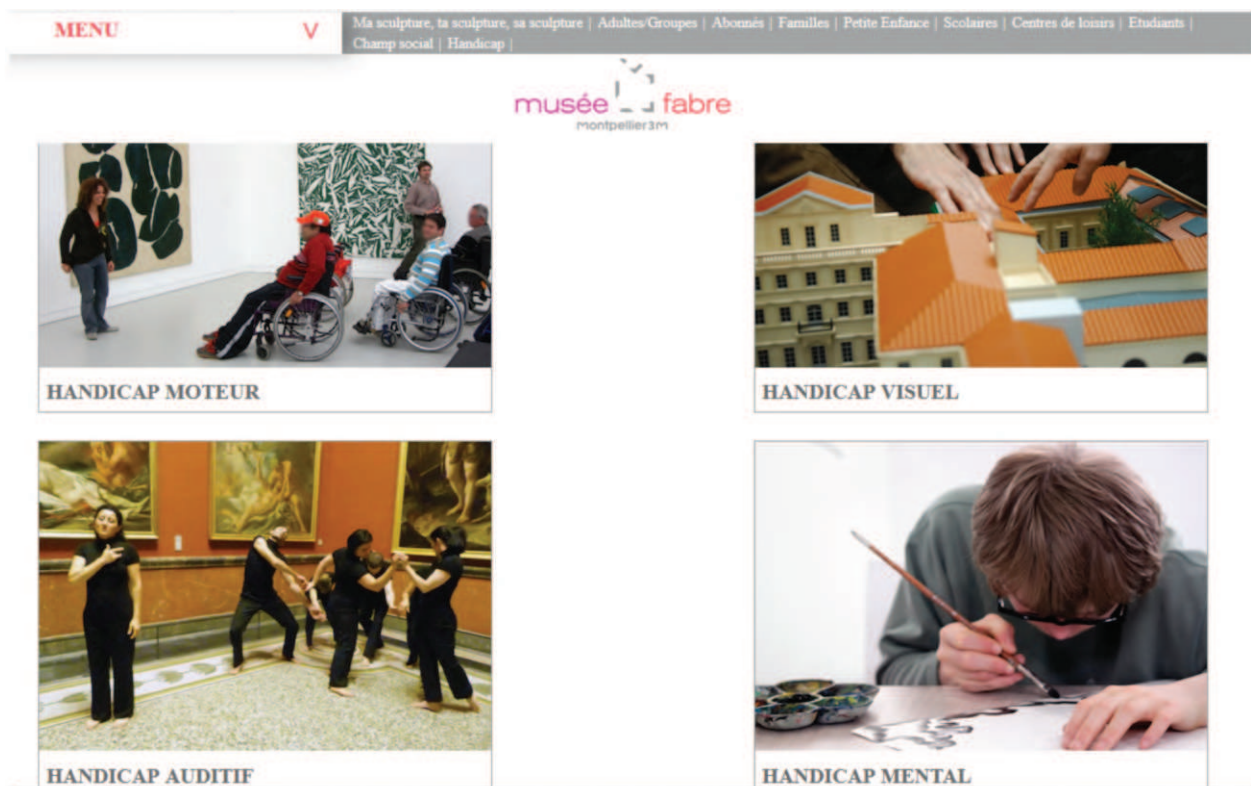 MENU V
Ma sculpture, ta sculpture, sa sculpture | Adultes/Groupes | Abonnés | Familles | Petite Enfance | Scolaires | Centres de loisirs | Etudiants |
Champ social | Handicap |
musée fabre
montpellier3m
HANDICAP MOTEUR
HANDICAP VISUEL
HANDICAP AUDITIF
HANDICAP MENTAL